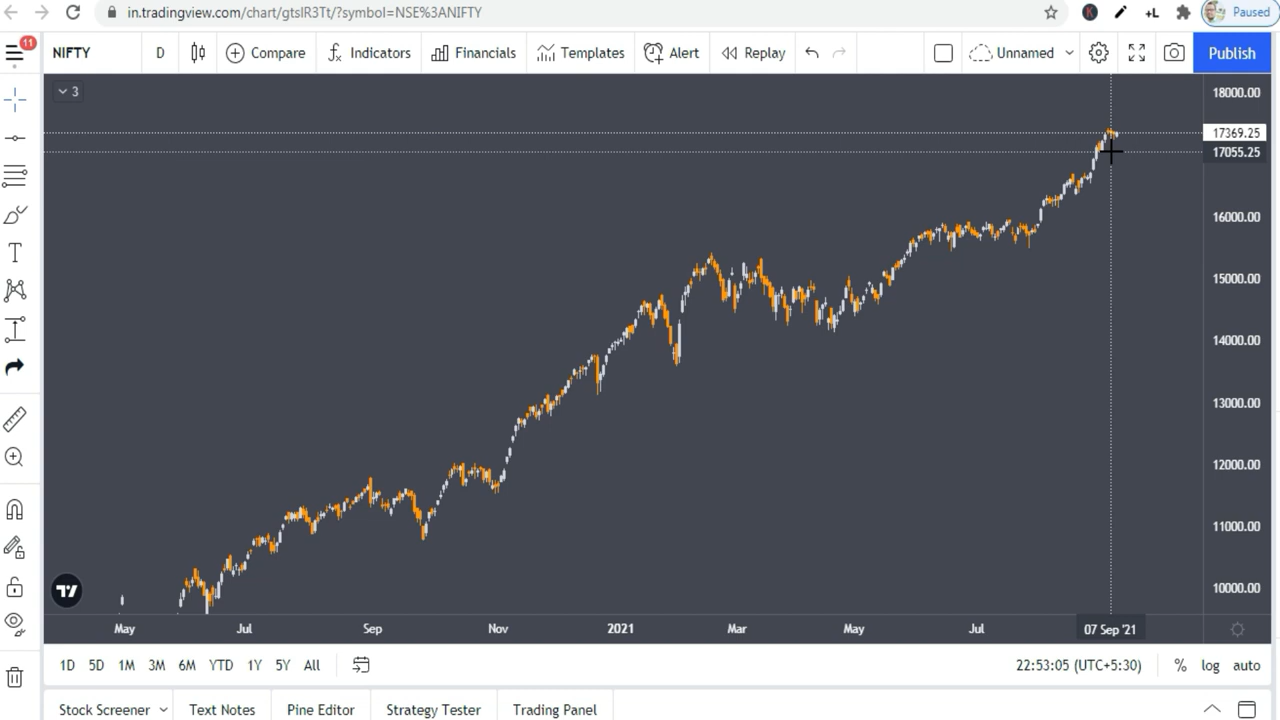 in.tradingview.com/chart/gtslR3Tt/?symbol=NSE%3ANIFTY
K
+L
Paused
11
NIFTY
D
Compare
Indicators
Financials
Templates
Alert
Replay
Unnamed
Publish
3
18000.00
17369.25
17055.25
16000.00
15000.00
14000.00
13000.00
12000.00
11000.00
10000.00
May
Jul
Sep
Nov
2021
Mar
May
Jul
07 Sep '21
1D
5D
1M
3M
6M
YTD
1Y
5Y
All
22:53:05 (UTC+5:30)
%
log
auto
Stock Screener
Text Notes
Pine Editor
Strategy Tester
Trading Panel